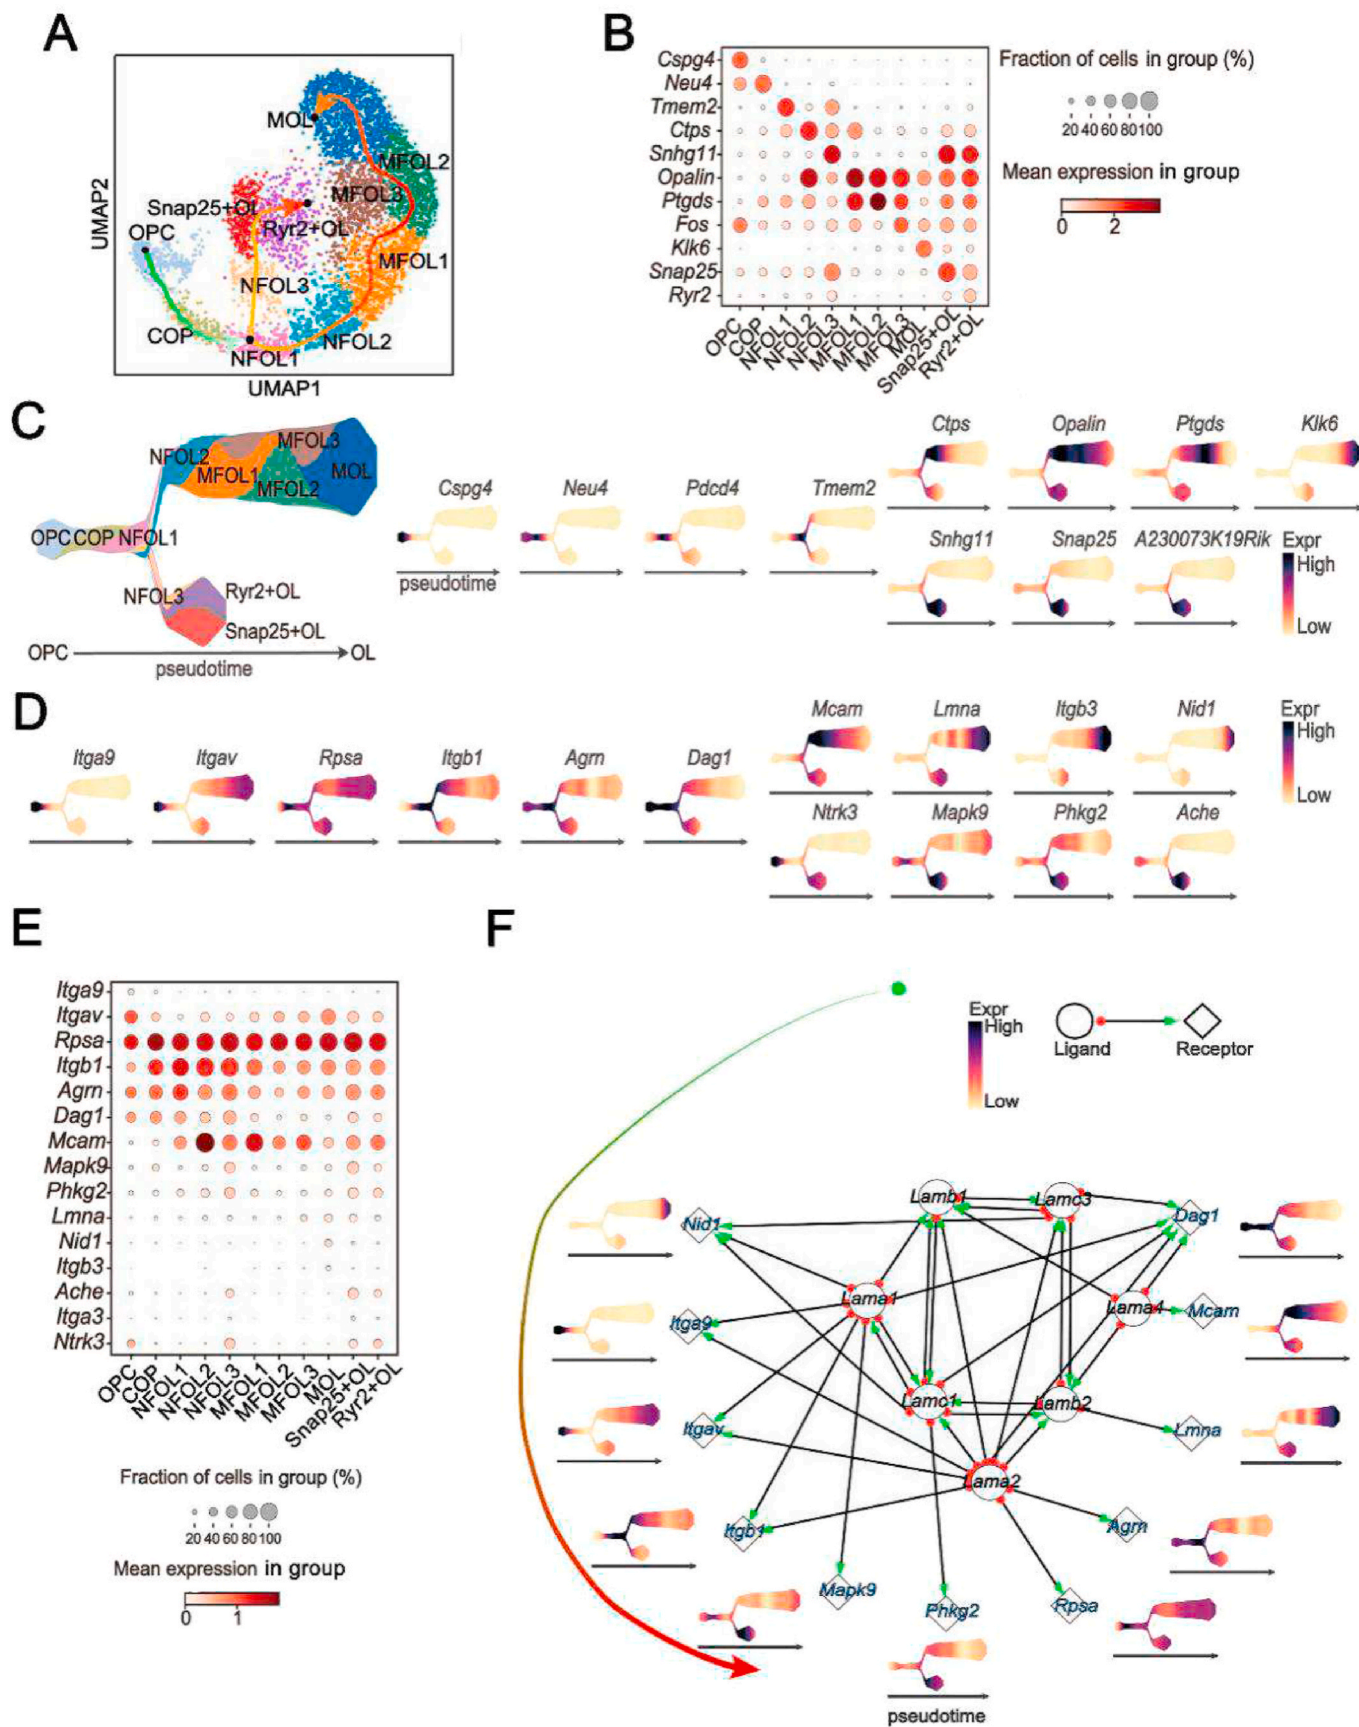 A
UMAP2
MOL
MFOL2
MFOL3
Snap25+OL
OPC
Ryr2+OL
MFOL1
NFOL3
COP
NFOL2
NFOL1
UMAP1
B
Cspg4
Neu4
Tmem2
Ctps
Snhg11
Opalin
Ptgds
Fos
Klk6
Snap25
Ryr2
OPC
COP
NFOL1
NFOL2
NFOL3
MFOL1
MFOL2
MFOL3
MOL
Snap25+OL
Ryr2+OL
Fraction of cells in group (%)
20 40 60 80 100
Mean expression in group
0 2
C
NFOL2
MFOL3
MFOL1
MOL
MFOL2
OPC COP NFOL1
NFOL3
Ryr2+OL
Snap25+OL
OPC
OL
pseudotime
Cspg4 Neu4 Pdcd4 Tmem2
pseudotime
Ctps Opalin Ptgds Klk6
Snhg11 Snap25 A230073K19Rik
Expr
High
Low
D
Itga9 Itgav Rpsa Itgb1 Agrn Dag1
Mcam Lmna Itgb3 Nid1
Ntrk3 Mapk9 Phkg2 Ache
Expr
High
Low
E
Itga9
Itgav
Rpsa
Itgb1
Agrn
Dag1
Mcam
Mapk9
Phkg2
Lmna
Nid1
Itgb3
Ache
Itga3
Ntrk3
OPC
COP
NFOL1
NFOL2
NFOL3
MFOL1
MFOL2
MFOL3
MOL
Snap25+OL
Ryr2+OL
Fraction of cells in group (%)
20 40 60 80 100
Mean expression in group
0 1
F
Expr
High
Low
Ligand
Receptor
Lamb1
Lamc3
Nid1
Dag1
Lama1
Lama4
Mcam
Itga9
Lamc1
Lamb2
Itgav
Lmna
Lama2
Itgb1
Agrn
Mapk9
Phkg2
Rpsa
pseudotime